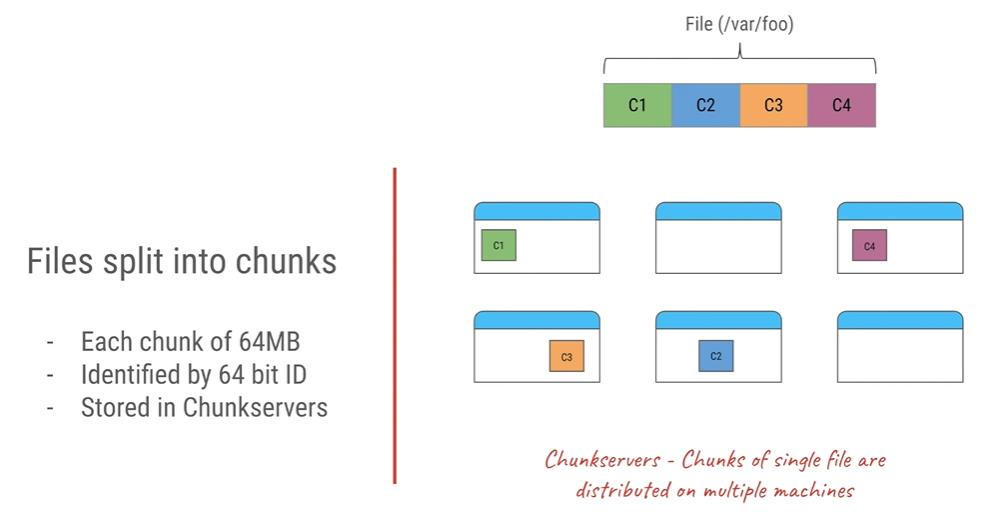 File (/var/foo)
C1 C2 C3 C4
Files split into chunks
- Each chunk of 64MB
- Identified by 64 bit ID
- Stored in Chunkservers
C1
C4
C3
C2
Chunkservers - Chunks of single file are
distributed on multiple machines